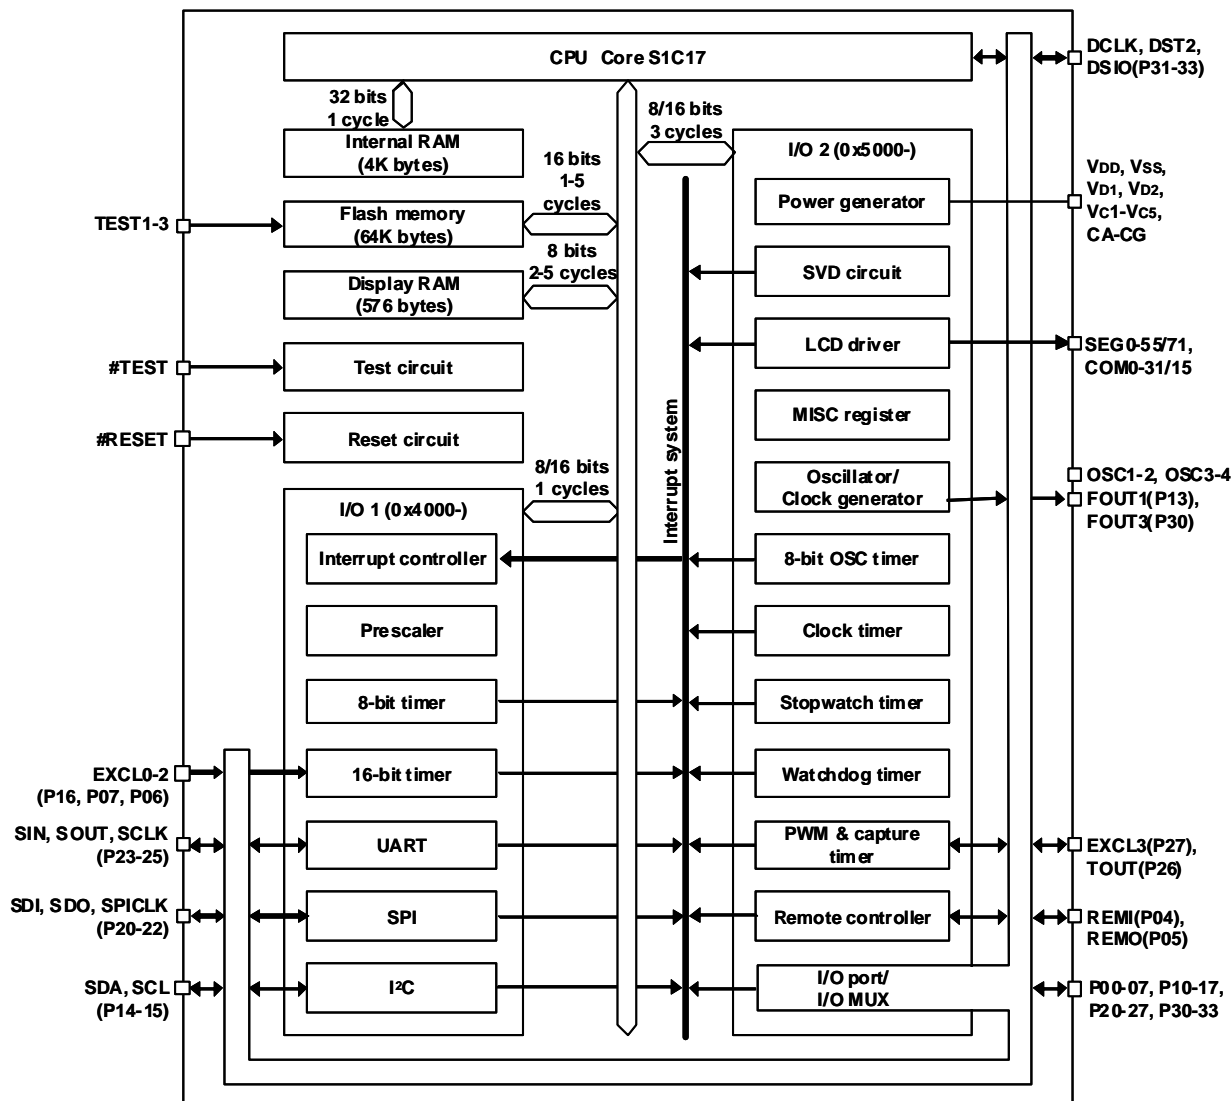 CPU Core S1C17
DCLK, DST2,
DSIO(P31-33)
32 bits
1 cycle
Internal RAM
(4K bytes)
8/16 bits
3 cycles
I/O 2 (0x5000-)
16 bits
1-5
cycles
TEST1-3
Flash memory
(64K bytes)
Power generator
VDD, VSS,
VD1, VD2,
VC1-VC5,
CA-CG
8 bits
2-5 cycles
Display RAM
(576 bytes)
SVD circuit
#TEST
Test circuit
LCD driver
SEG0-55/71,
COM0-31/15
#RESET
Reset circuit
MISC register
Interrupt system
8/16 bits
1 cycles
I/O 1 (0x4000-)
Oscillator/
Clock generator
OSC1-2, OSC3-4
FOUT1(P13),
FOUT3(P30)
Interrupt controller
8-bit OSC timer
Prescaler
Clock timer
8-bit timer
Stopwatch timer
EXCL0-2
(P16, P07, P06)
16-bit timer
Watchdog timer
SIN, SOUT, SCLK
(P23-25)
UART
PWM & capture
timer
EXCL3(P27),
TOUT(P26)
SDI, SDO, SPICLK
(P20-22)
SPI
Remote controller
REMI(P04),
REMO(P05)
SDA, SCL
(P14-15)
I²C
I/O port/
I/O MUX
P00-07, P10-17,
P20-27, P30-33